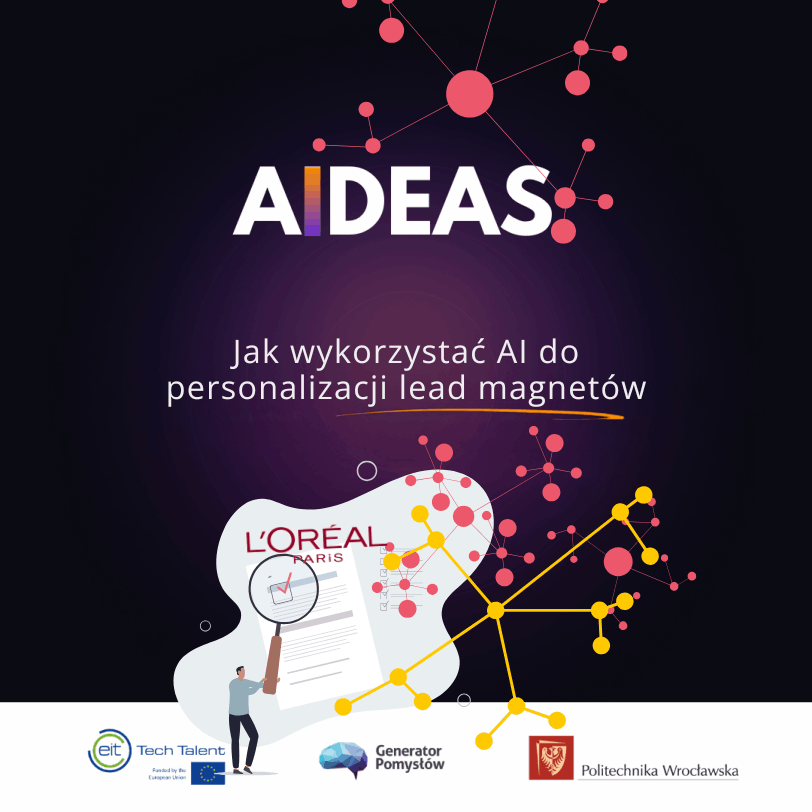 AIDEAS
Jak wykorzystać AI do
personalizacji lead magnetów
L'ORÉAL
PARiS
eit Tech Talent
Funded by the
European Union
Generator
Pomysłów
Politechnika Wrocławska